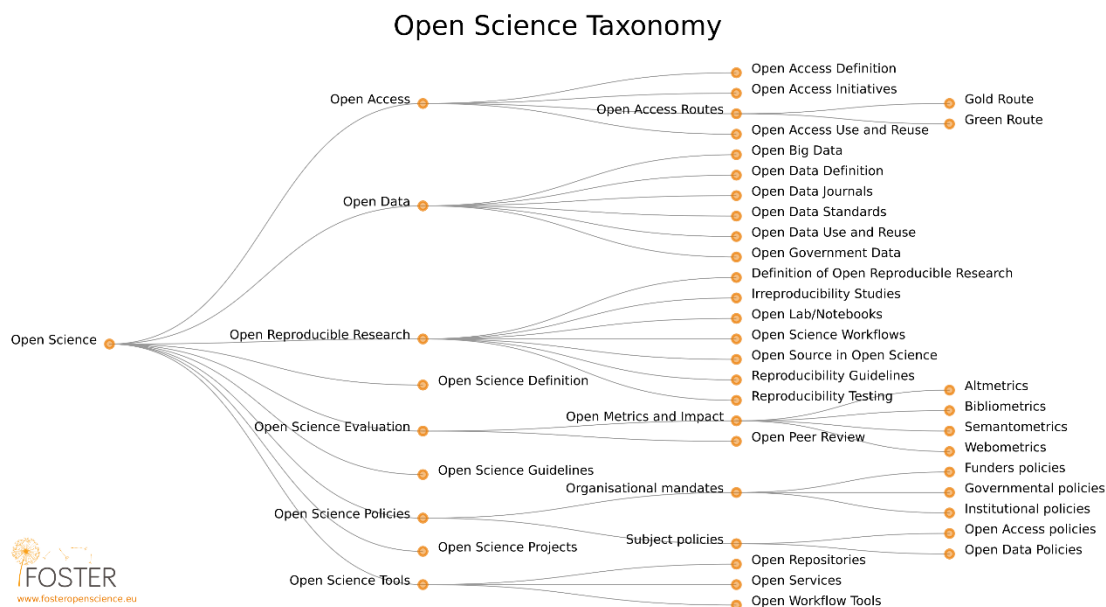 Open Science Taxonomy
Open Science
Open Access
Open Access Definition
Open Access Initiatives
Open Access Routes
Gold Route
Green Route
Open Access Use and Reuse
Open Data
Open Big Data
Open Data Definition
Open Data Journals
Open Data Standards
Open Data Use and Reuse
Open Government Data
Open Reproducible Research
Definition of Open Reproducible Research
Irreproducibility Studies
Open Lab/Notebooks
Open Science Workflows
Open Source in Open Science
Reproducibility Guidelines
Reproducibility Testing
Open Science Definition
Open Science Evaluation
Open Metrics and Impact
Altmetrics
Bibliometrics
Semantometrics
Webometrics
Open Peer Review
Open Science Guidelines
Open Science Policies
Organisational mandates
Funders policies
Governmental policies
Institutional policies
Subject policies
Open Access policies
Open Data Policies
Open Science Projects
Open Science Tools
Open Repositories
Open Services
Open Workflow Tools
FOSTER
www.fosteropenscience.eu